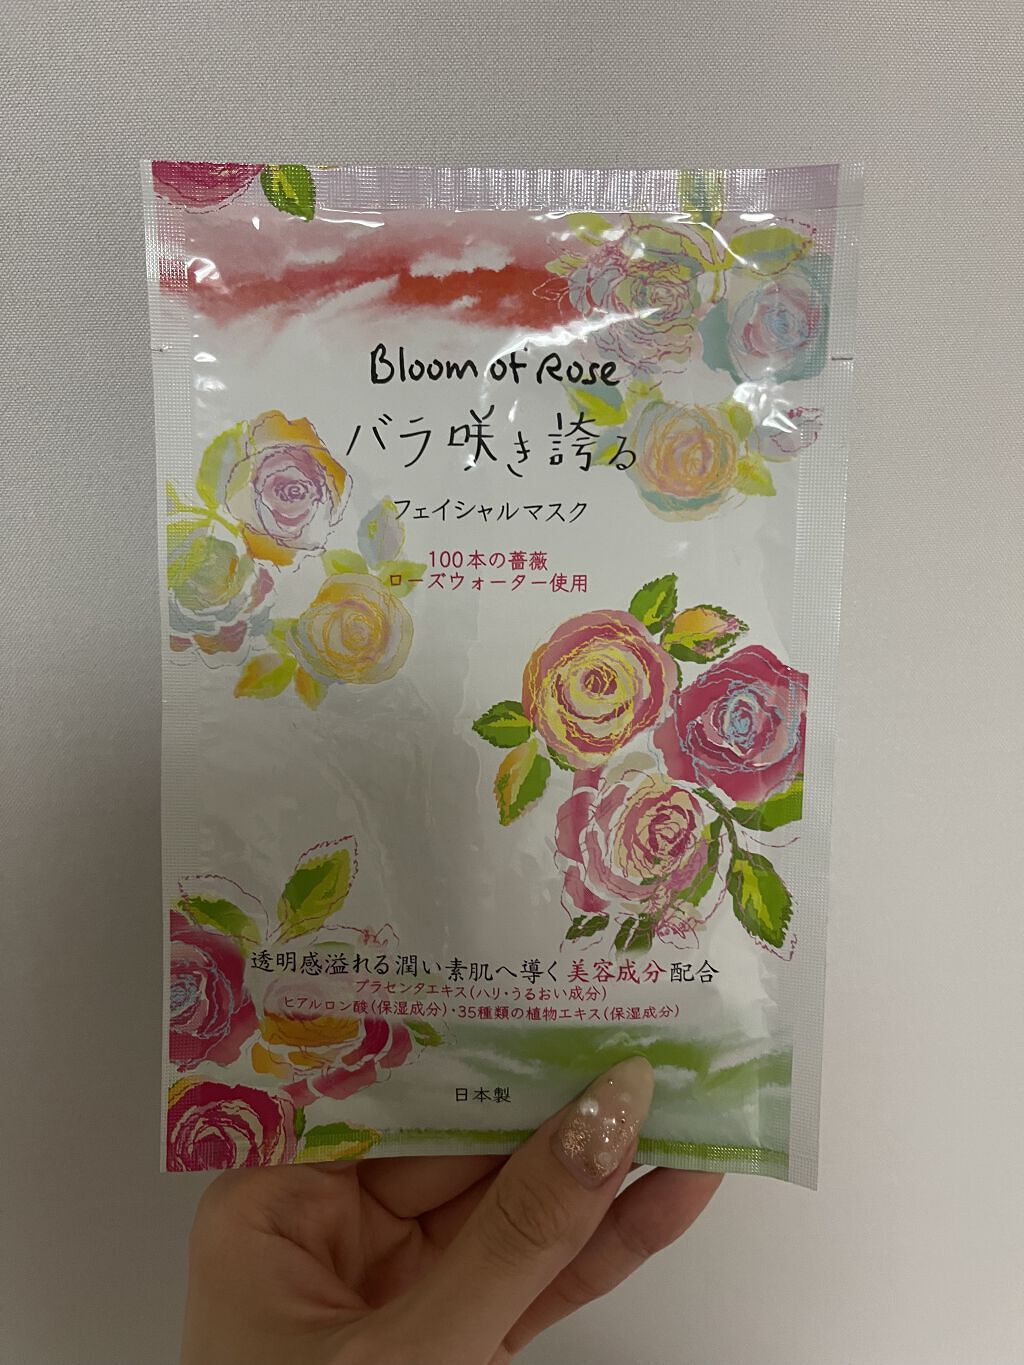 Bloom of Rose
バラ咲き誇る
フェイシャルマスク
100本の薔薇
ローズウォーター使用
透明感溢れる潤い素肌へ導く美容成分配合
プラセンタエキス(ハリ・うるおい成分)
ヒアルロン酸(保湿成分)・35種類の植物エキス(保湿成分)
日本製